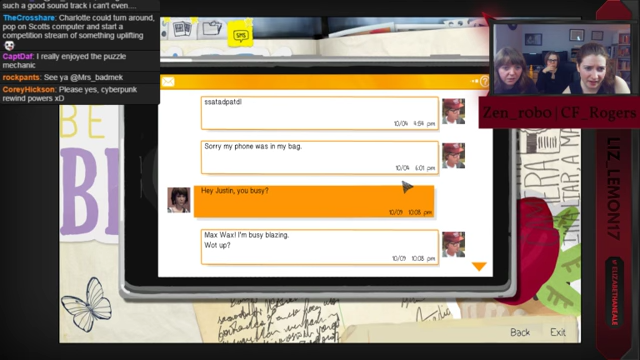 such a good sound track i can't even....
TheCrosshare: Charlotte could turn around,
pop on Scotts computer and start a
competition stream of something uplifting
CaptDaf: I really enjoyed the puzzle
mechanic
rockpants: See ya @Mrs_badmek
CoreyHickson: Please yes, cyberpunk
rewind powers xD
SMS
ssatadpatd!
10/04 4:59 pm
Sorry my phone was in my bag.
10/04 6:01 pm
Hey Justin, you busy?
10/09 10:08 pm
Max Wax! I'm busy blazing.
Wot up?
10/09 10:08 pm
Back
Exit
Zen_robo|CF_Rogers
LIZ_LEMON17
@ELIZABETHNEALE